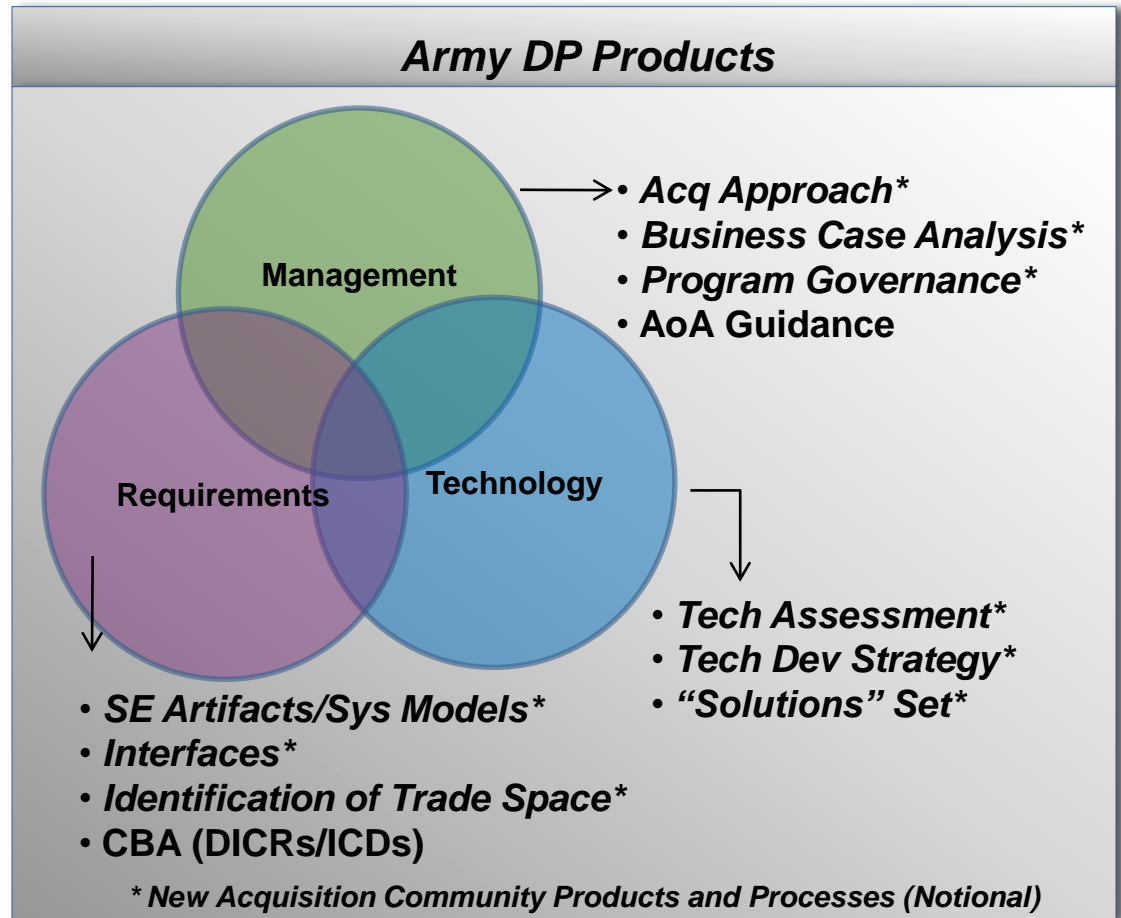 Army DP Products
Management
• Acq Approach*
• Business Case Analysis*
• Program Governance*
• AoA Guidance
Requirements
Technology
• Tech Assessment*
• Tech Dev Strategy*
• “Solutions” Set*
• SE Artifacts/Sys Models*
• Interfaces*
• Identification of Trade Space*
• CBA (DICRs/ICDs)
* New Acquisition Community Products and Processes (Notional)